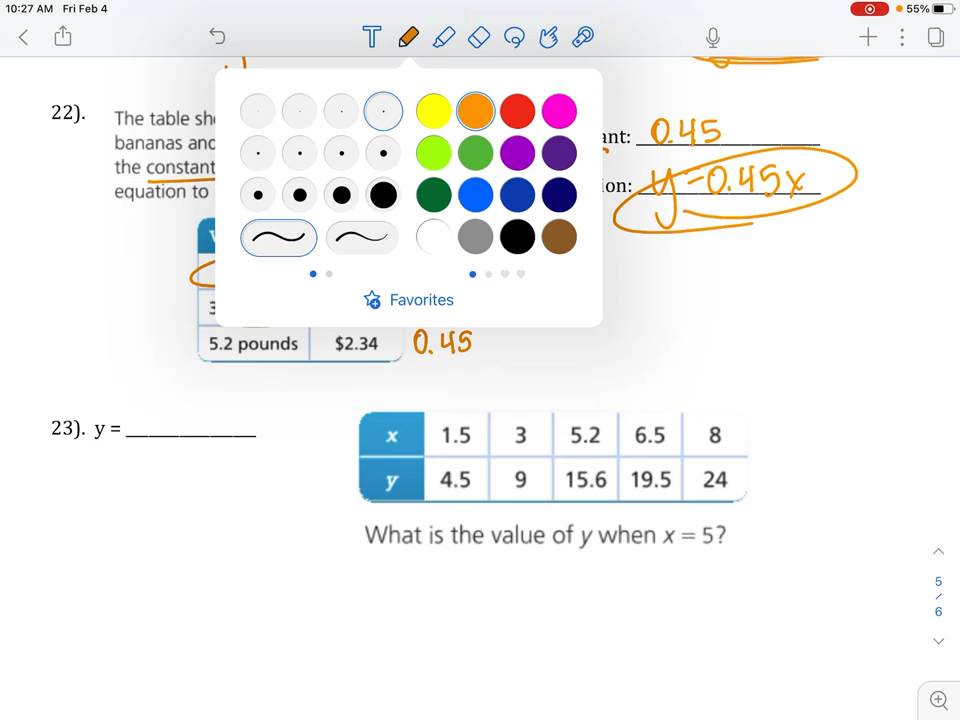 10:27 AM Fri Feb 4
55%
22).
The table sh
bananas and
the constant
equation to
ant: 0.45
ion: y=0.45x
Favorites
3
5.2 pounds $2.34 0.45
23). y = ______________
x 1.5 3 5.2 6.5 8
y 4.5 9 15.6 19.5 24
What is the value of y when x = 5?
5
/
6